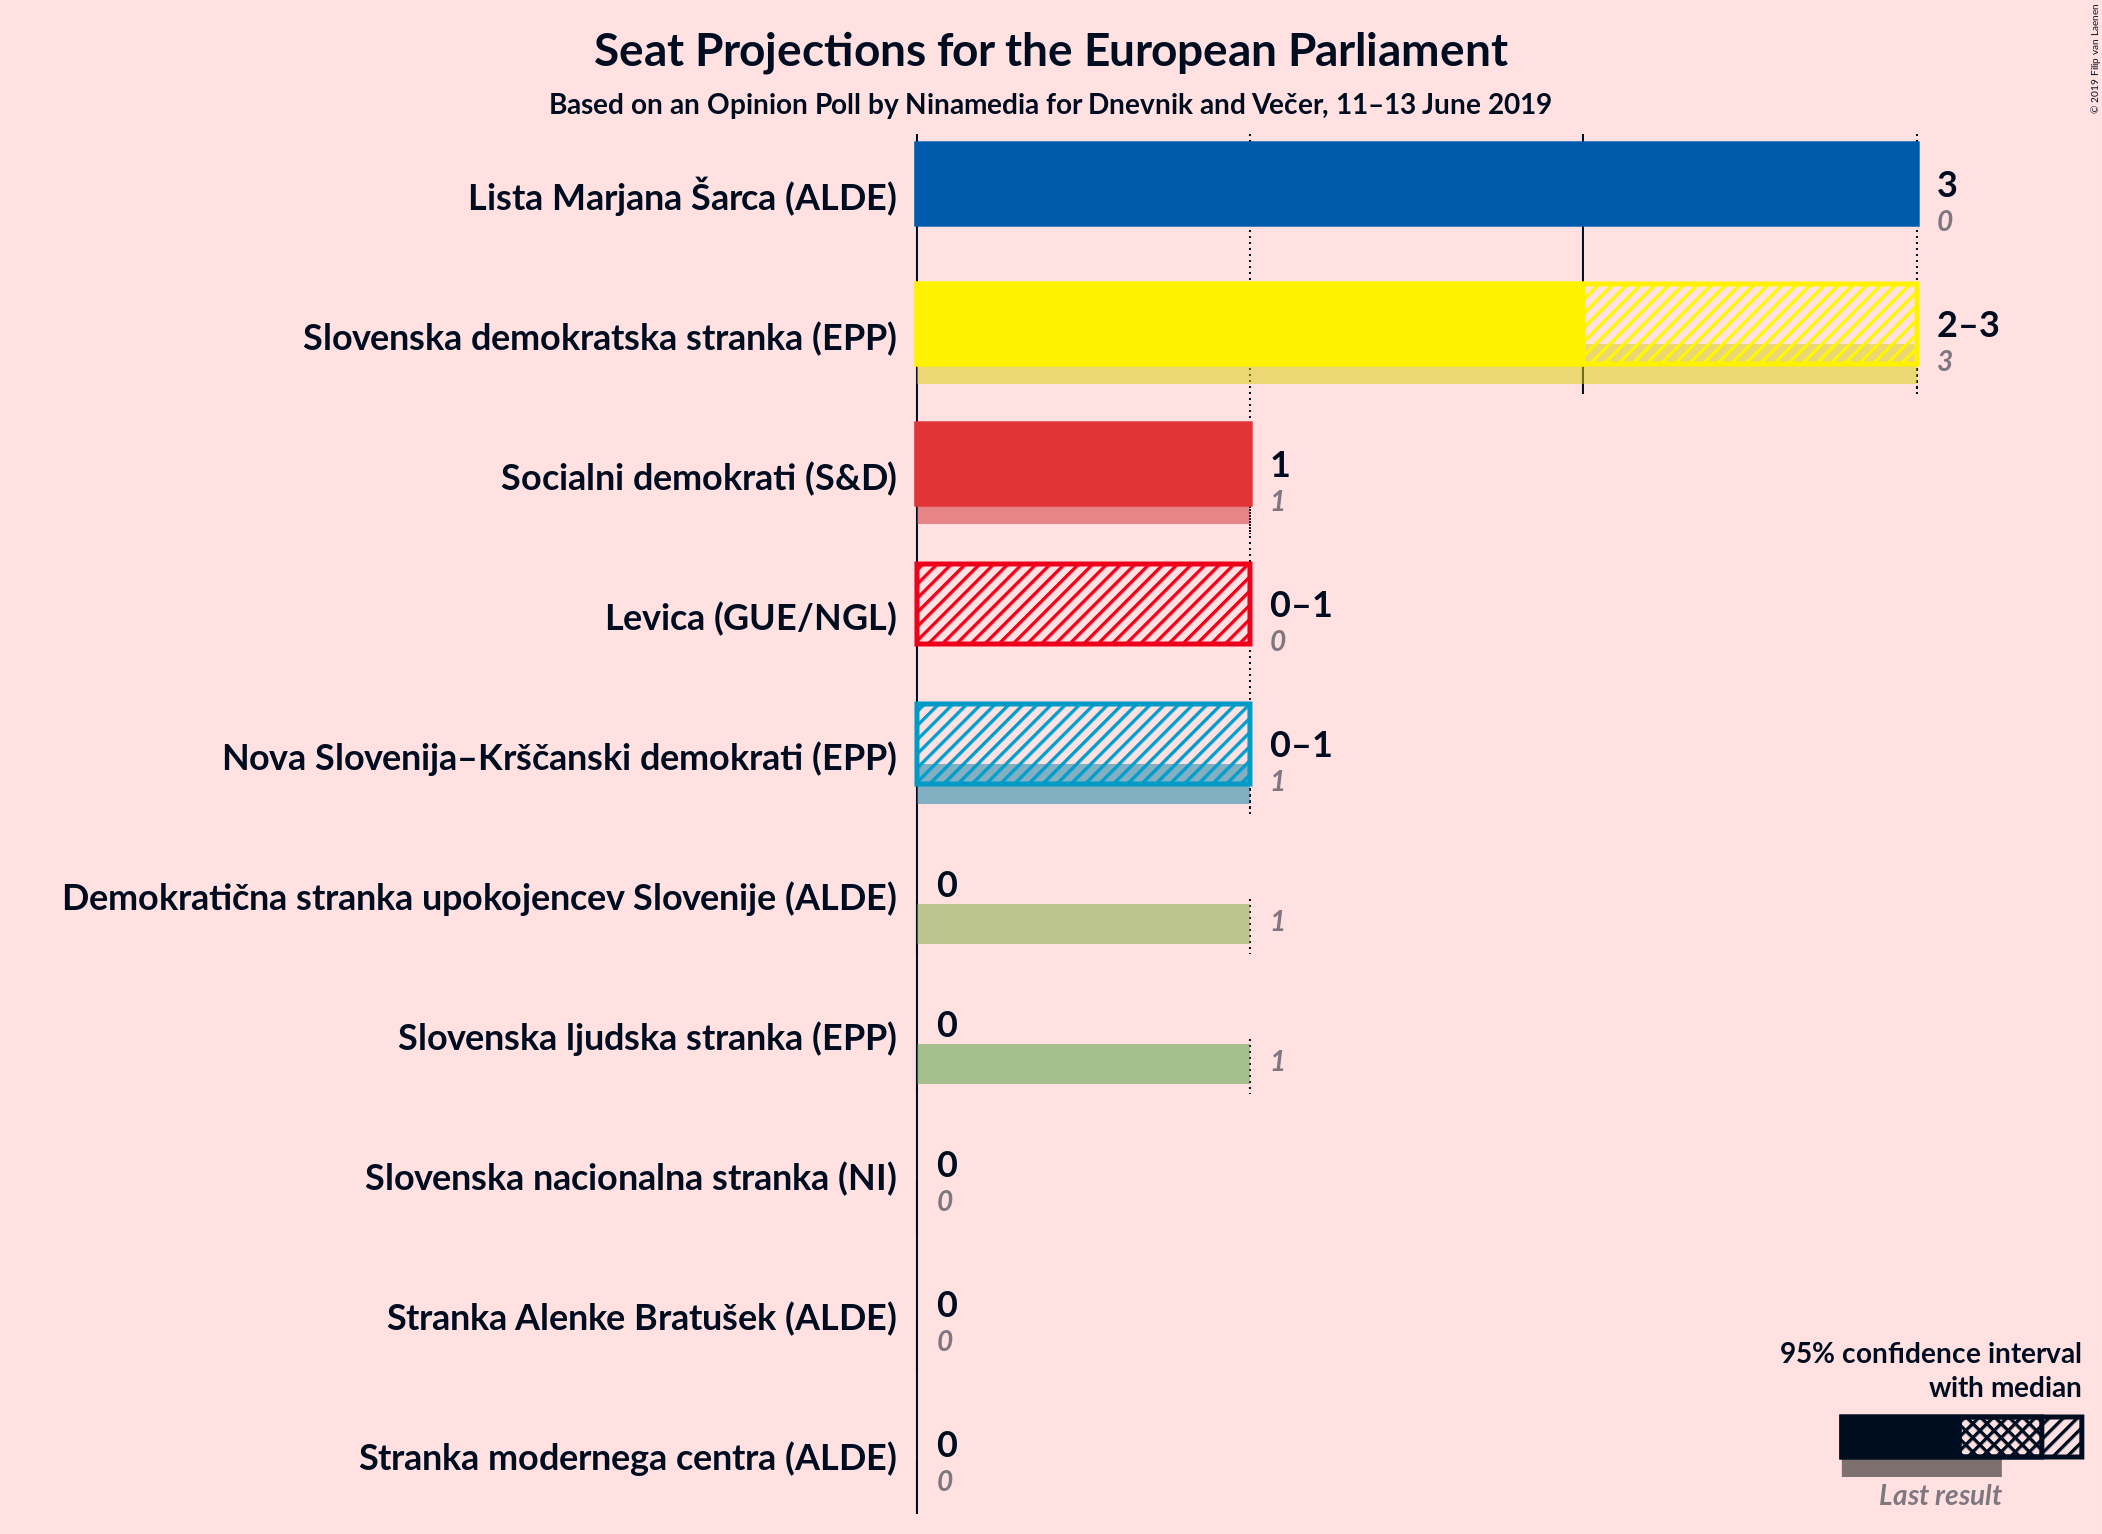 Seat Projections for the European Parliament
Based on an Opinion Poll by Ninamedia for Dnevnik and Večer, 11–13 June 2019
© 2019 Filip van Laenen
Lista Marjana Šarca (ALDE)
3
0
Slovenska demokratska stranka (EPP)
2–3
3
Socialni demokrati (S&D)
1
1
Levica (GUE/NGL)
0–1
0
Nova Slovenija–Krščanski demokrati (EPP)
0–1
1
Demokratična stranka upokojencev Slovenije (ALDE)
0
1
Slovenska ljudska stranka (EPP)
0
1
Slovenska nacionalna stranka (NI)
0
0
Stranka Alenke Bratušek (ALDE)
0
0
Stranka modernega centra (ALDE)
0
0
95% confidence interval
with median
Last result